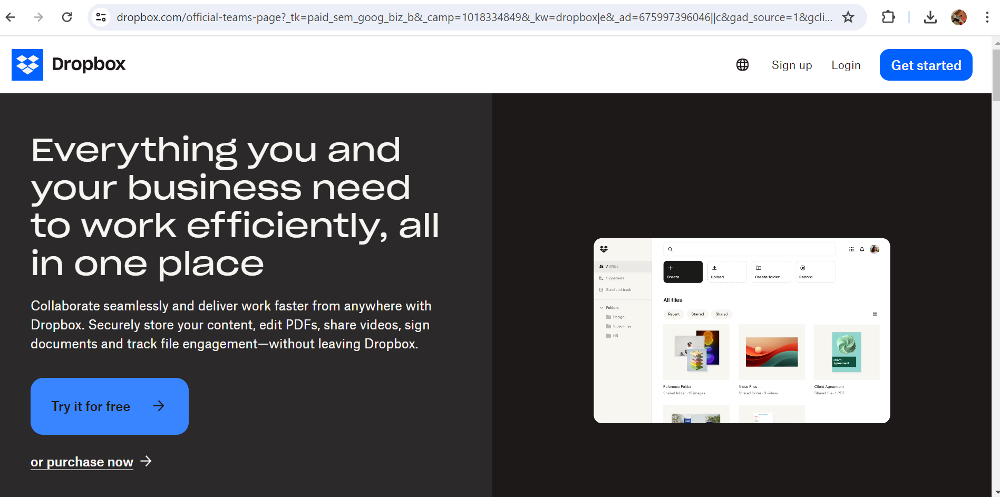 dropbox.com/official-teams-page?_tk=paid_sem_goog_biz_b&_camp=1018334849&_kw=dropbox|e&_ad=675997396046||c&gad_source=1&gcli...
Dropbox
Sign up
Login
Get started
Everything you and
your business need
to work efficiently, all
in one place
Collaborate seamlessly and deliver work faster from anywhere with
Dropbox. Securely store your content, edit PDFs, share videos, sign
documents and track file engagement—without leaving Dropbox.
Try it for free
or purchase now
All files
Signatures
Send and track
Folders
Design
Video Files
HR
Create
Upload
Create folder
Record
All files
Recent
Starred
Shared
Client
Agreement
Reference Folder
Shared folder · 13 images
Video Files
Shared folder · 3 videos
Client Agreement
Shared file · 1 PDF